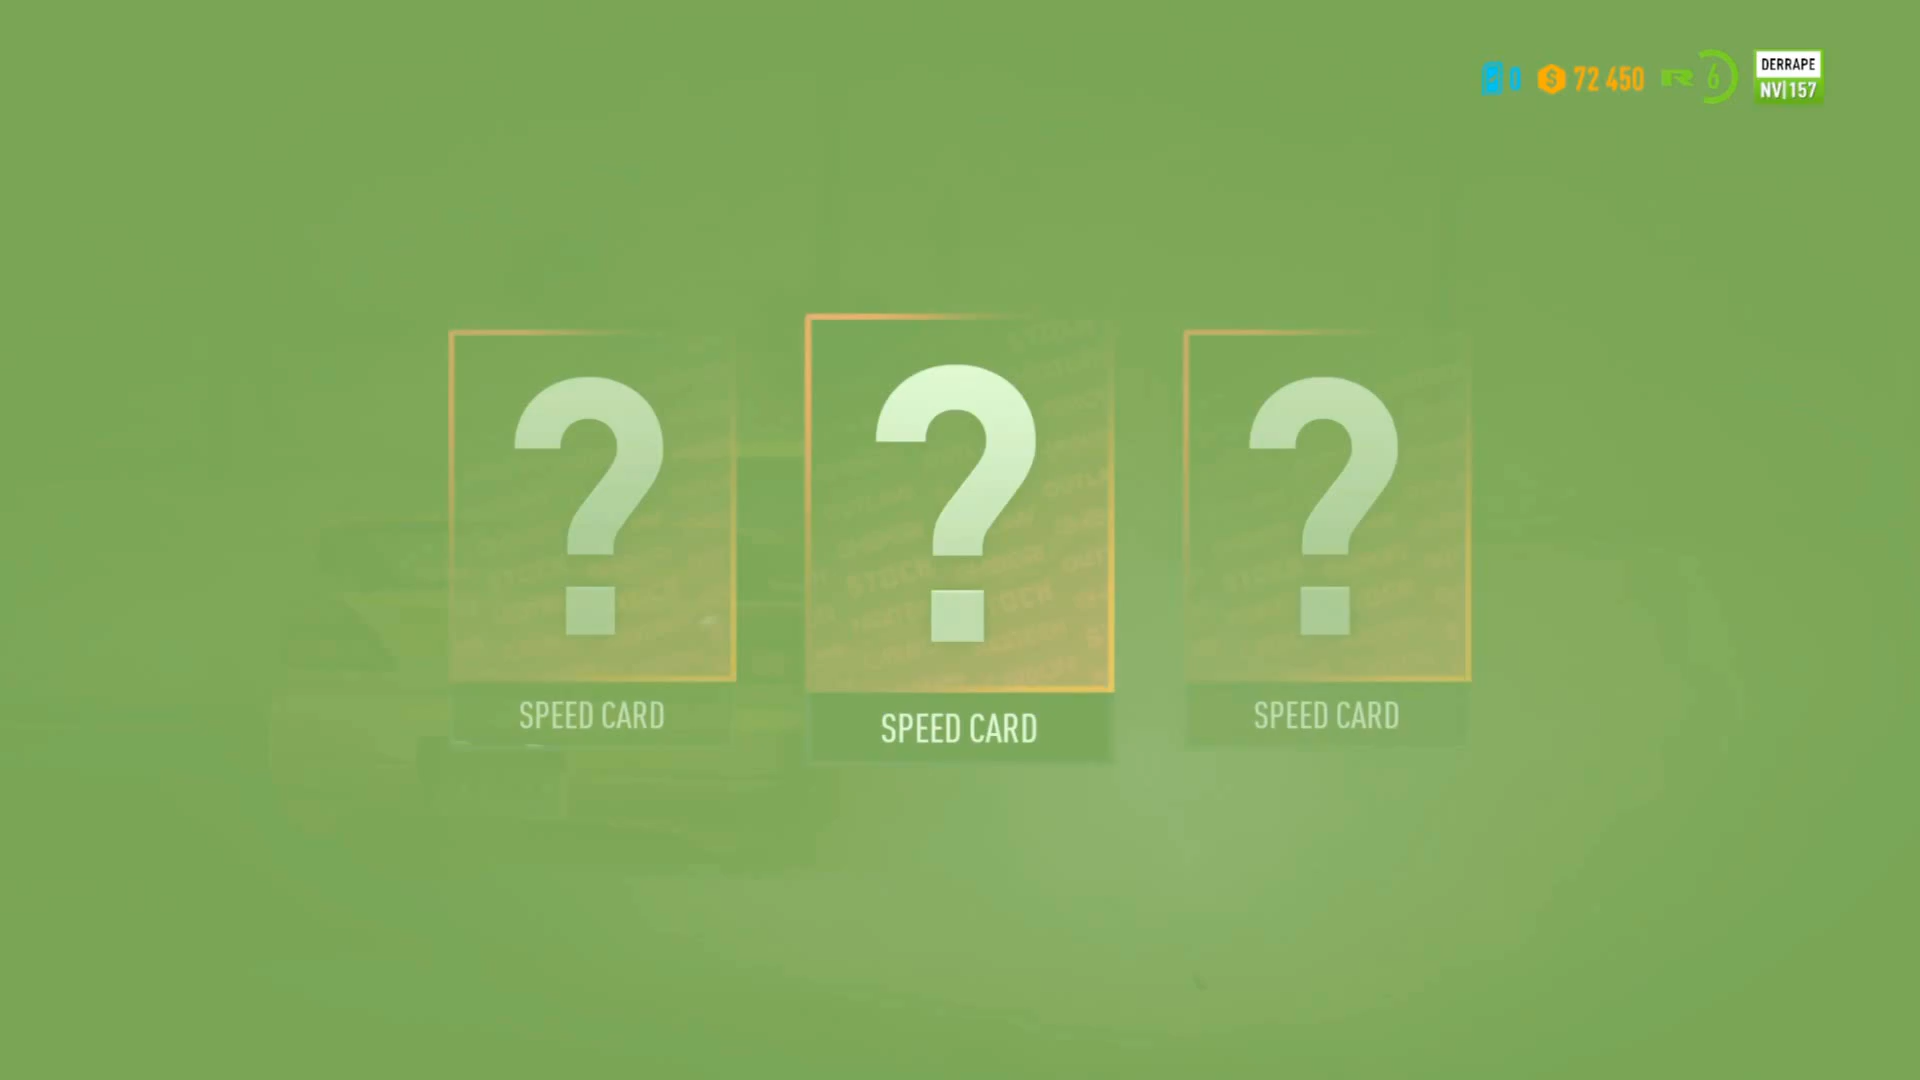 0 72 450 R 6 DERRAPE
NV|157
? ? ?
SPEED CARD SPEED CARD SPEED CARD